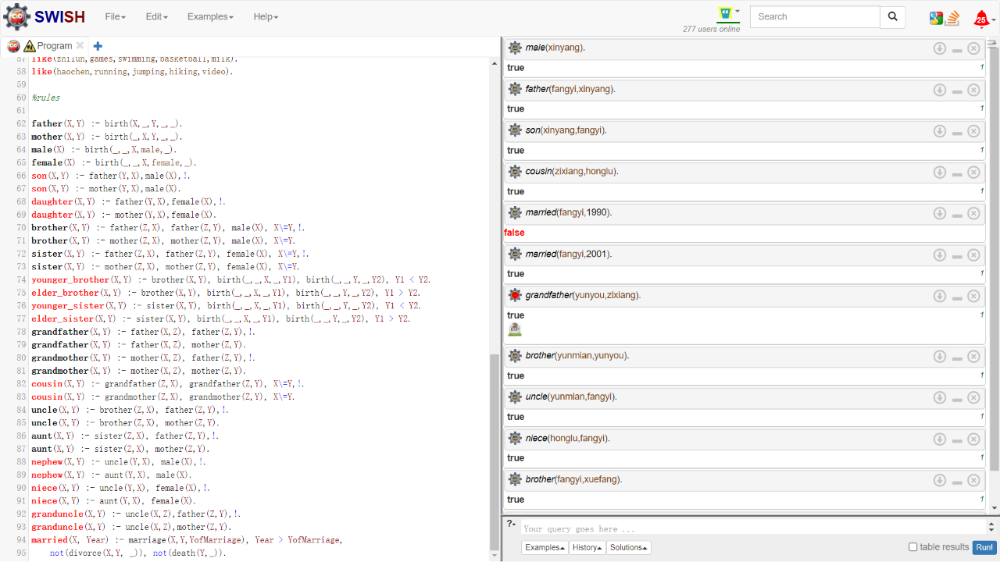 SWISH
File
Edit
Examples
Help
277 users online
Search
25
Program
57 like(zhilun,games,swimming,basketball,milk).
58 like(haochen,running,jumping,hiking,video).
59
60 %rules
61
62 father(X,Y) :- birth(X,_,Y,_,_).
63 mother(X,Y) :- birth(_,X,Y,_,_).
64 male(X) :- birth(_,_,X,male,_).
65 female(X) :- birth(_,_,X,female,_).
66 son(X,Y) :- father(Y,X),male(X),!.
67 son(X,Y) :- mother(Y,X),male(X).
68 daughter(X,Y) :- father(Y,X),female(X),!.
69 daughter(X,Y) :- mother(Y,X),female(X).
70 brother(X,Y) :- father(Z,X), father(Z,Y), male(X), X\=Y,!.
71 brother(X,Y) :- mother(Z,X), mother(Z,Y), male(X), X\=Y.
72 sister(X,Y) :- father(Z,X), father(Z,Y), female(X), X\=Y,!.
73 sister(X,Y) :- mother(Z,X), mother(Z,Y), female(X), X\=Y.
74 younger_brother(X,Y) :- brother(X,Y), birth(_,_,X,_,Y1), birth(_,_,Y,_,Y2), Y1 < Y2.
75 elder_brother(X,Y) :- brother(X,Y), birth(_,_,X,_,Y1), birth(_,_,Y,_,Y2), Y1 > Y2.
76 younger_sister(X,Y) :- sister(X,Y), birth(_,_,X,_,Y1), birth(_,_,Y,_,Y2), Y1 < Y2.
77 elder_sister(X,Y) :- sister(X,Y), birth(_,_,X,_,Y1), birth(_,_,Y,_,Y2), Y1 > Y2.
78 grandfather(X,Y) :- father(X,Z), father(Z,Y),!.
79 grandfather(X,Y) :- father(X,Z), mother(Z,Y).
80 grandmother(X,Y) :- mother(X,Z), father(Z,Y),!.
81 grandmother(X,Y) :- mother(X,Z), mother(Z,Y).
82 cousin(X,Y) :- grandfather(Z,X), grandfather(Z,Y), X\=Y,!.
83 cousin(X,Y) :- grandmother(Z,X), grandmother(Z,Y), X\=Y.
84 uncle(X,Y) :- brother(Z,X), father(Z,Y),!.
85 uncle(X,Y) :- brother(Z,X), mother(Z,Y).
86 aunt(X,Y) :- sister(Z,X), father(Z,Y),!.
87 aunt(X,Y) :- sister(Z,X), mother(Z,Y).
88 nephew(X,Y) :- uncle(Y,X), male(X),!.
89 nephew(X,Y) :- aunt(Y,X), male(X).
90 niece(X,Y) :- uncle(Y,X), female(X),!.
91 niece(X,Y) :- aunt(Y,X), female(X).
92 granduncle(X,Y) :- uncle(X,Z),father(Z,Y),!.
93 granduncle(X,Y) :- uncle(X,Z),mother(Z,Y).
94 married(X, Year) :- marriage(X,Y,YofMarriage), Year > YofMarriage,
95 not(divorce(X,Y, _)), not(death(Y,_)).
male(xinyang).
true 1
father(fangyi,xinyang).
true 1
son(xinyang,fangyi).
true 1
cousin(zixiang,honglu).
true 1
married(fangyi,1990).
false
married(fangyi,2001).
true 1
grandfather(yunyou,zixiang).
true 1
brother(yunmian,yunyou).
true 1
uncle(yunmian,fangyi).
true 1
niece(honglu,fangyi).
true 1
brother(fangyi,xuefang).
true 1
?- Your query goes here ...
Examples
History
Solutions
table results
Run!